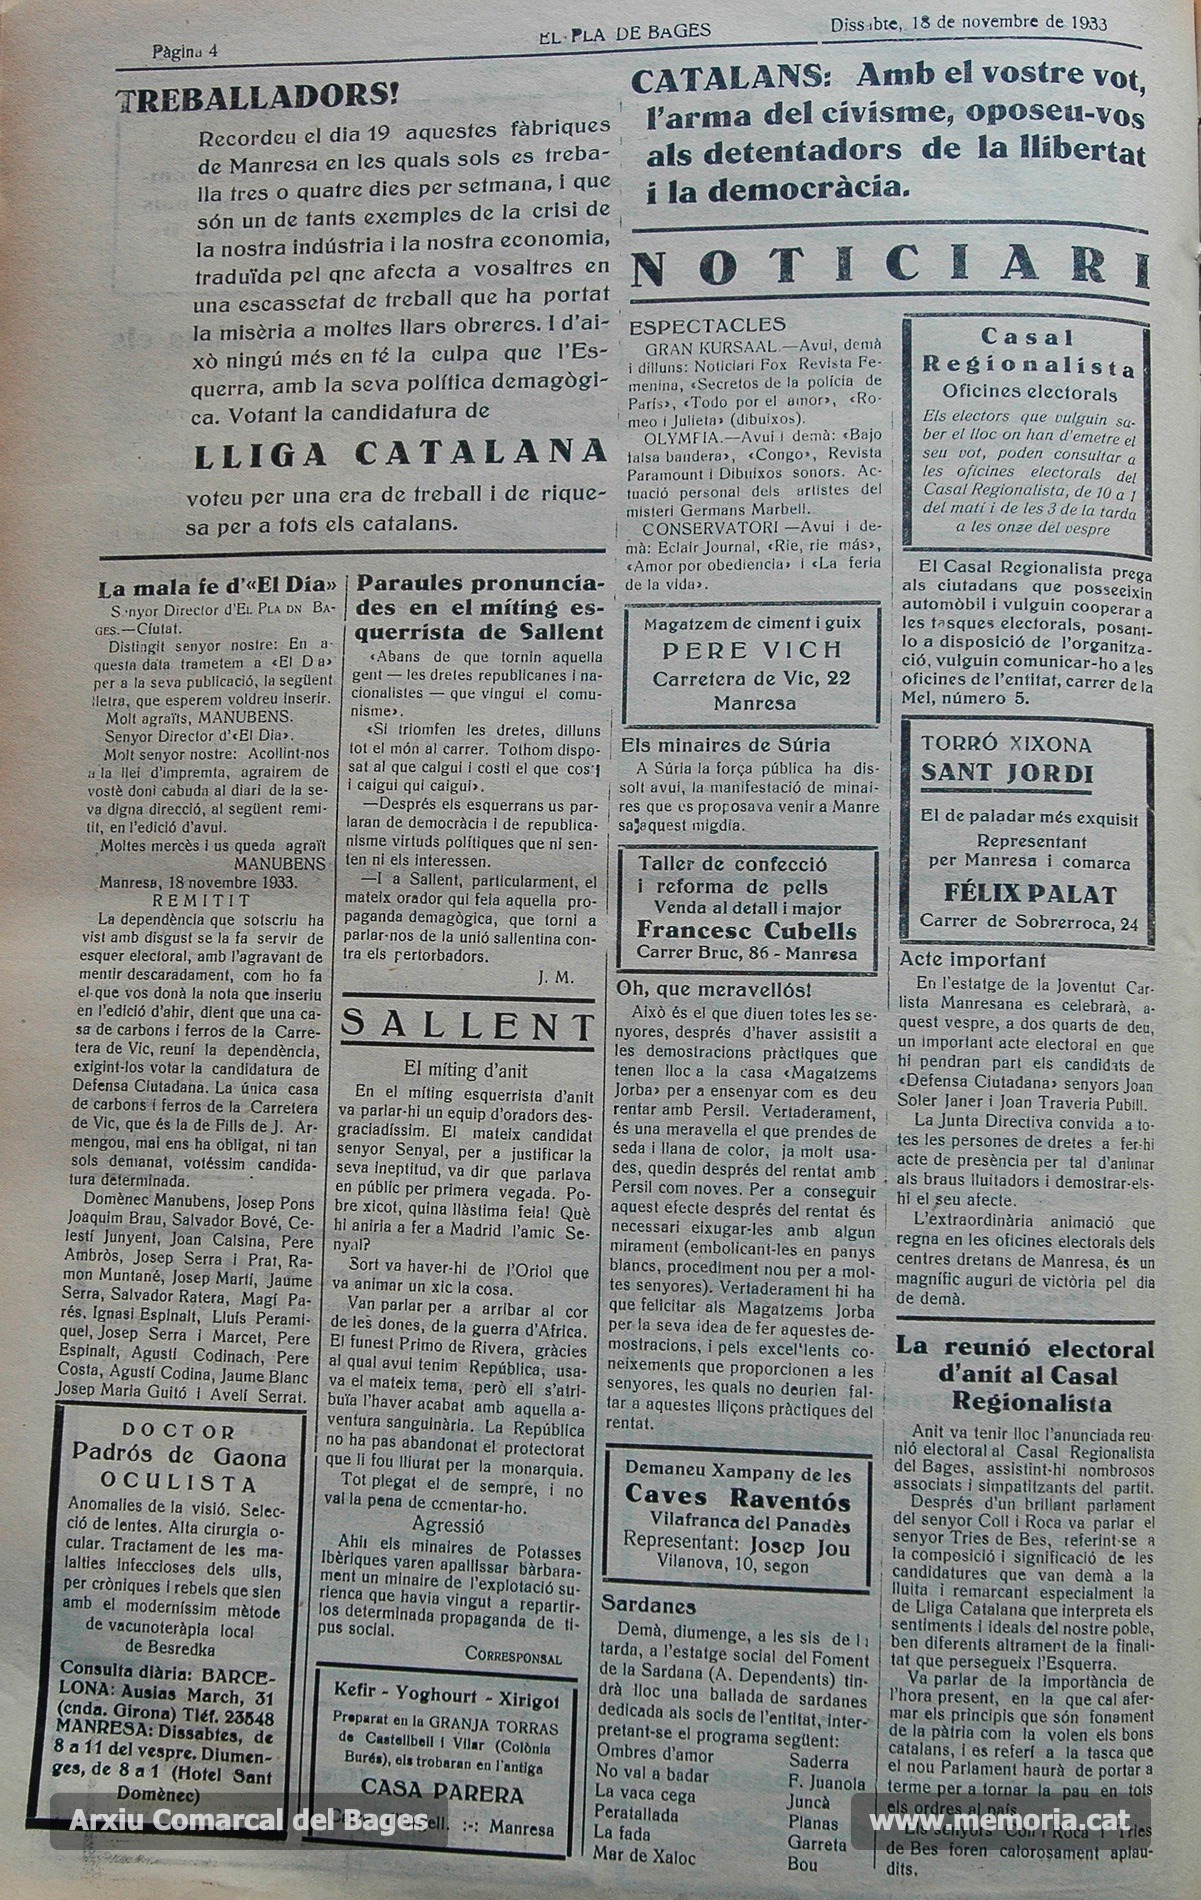 Pàgina 4
EL PLA DE BAGES
Dissabte, 18 de novembre de 1933
TREBALLADORS!
Recordeu el dia 19 aquestes fàbriques
de Manresa en les quals sols es treba-
lla tres o quatre dies per setmana, i que
són un de tants exemples de la crisi de
la nostra indústria i la nostra economia,
traduïda pel qne afecta a vosaltres en
una escassetat de treball que ha portat
la misèria a moltes llars obreres. I d'ai-
xò ningú més en té la culpa que l'Es-
querra, amb la seva política demagògi-
ca. Votant la candidatura de
LLIGA CATALANA
voteu per una era de treball i de rique-
sa per a tots els catalans.
CATALANS: Amb el vostre vot,
l'arma del civisme, oposeu-vos
als detentadors de la llibertat
i la democràcia.
La mala fe d'«El Dia»
Senyor Director d'EL PLA DN BA-
GES.—Ciutat.
Distingit senyor nostre: En a-
questa data trametem a «El Dia»
per a la seva publicació, la següent
lletra, que esperem voldreu inserir.
Molt agraïts, MANUBENS.
Senyor Director d'«El Dia».
Molt senyor nostre: Acollint-nos
a la llei d'impremta, agrairem de
vostè doni cabuda al diari de la se-
va digna direcció, al següent remi-
tit, en l'edició d'avui.
Moltes mercès i us queda agraït
MANUBENS
Manresa, 18 novembre 1933.
REMITIT
La dependència que sotscriu ha
vist amb disgust se la fa servir de
esquer electoral, amb l'agravant de
mentir descaradament, com ho fa
el que vos donà la nota que inseriu
en l'edició d'ahir, dient que una ca-
sa de carbons i ferros de la Carre-
tera de Vic, reuní la dependència,
exigint-los votar la candidatura de
Defensa Ciutadana. La única casa
de carbons i ferros de la Carretera
de Vic, que és la de Fills de J. Ar-
mengou, mai ens ha obligat, ni tan
sols demanat, votéssim candida-
tura determinada.
Domènec Manubens, Josep Pons
Joaquim Brau, Salvador Bové, Ce-
lestí Junyent, Joan Calsina, Pere
Ambròs, Josep Serra i Prat, Ra-
mon Muntané, Josep Martí, Jaume
Serra, Salvador Ratera, Magí Pa-
rés, Ignasi Espinalt, Lluís Perami-
quel, Josep Serra i Marcet, Pere
Espinalt, Agustí Codinach, Pere
Costa, Agustí Codina, Jaume Blanc
Josep Maria Guitó i Avelí Serrat.
DOCTOR
Padrós de Gaona
OCULISTA
Anomalies de la visió. Selec-
ció de lentes. Alta cirurgia o-
cular. Tractament de les ma-
lalties infeccioses dels ulls,
per cròniques i rebels que sien
amb el moderníssim mètode
de vacunoteràpia local
de Besredka
Consulta diària: BARCE-
LONA: Ausias March, 31
(cnda. Girona) Tlèf. 23548
MANRESA: Dissabtes, de
8 a 11 del vespre. Diumen-
ges, de 8 a 1 (Hotel Sant
Domènec)
Paraules pronuncia-
des en el míting es-
querrista de Sallent
«Abans de que tornin aquella
gent — les dretes republicanes i na-
cionalistes — que vingui el comu-
nisme».
«Si triomfen les dretes, dilluns
tot el món al carrer. Tothom dispo-
sat al que calgui i costi el que costi
i caigui qui caigui».
—Després els esquerrans us par-
laran de democràcia i de republica-
nisme virtuds polítiques que ni sen-
ten ni els interessen.
—I a Sallent, particularment, el
mateix orador qui feia aquella pro-
paganda demagògica, que torni a
parlar-nos de la unió sallentina con-
tra els pertorbadors.
J. M.
SALLENT
El míting d'anit
En el míting esquerrista d'anit
va parlar-hi un equip d'oradors des-
graciadíssim. El mateix candidat
senyor Senyal, per a justificar la
seva ineptitud, va dir que parlava
en públic per primera vegada. Po-
bre xicot, quina llàstima feia! Què
hi aniria a fer a Madrid l'amic Se-
nyal?
Sort va haver-hi de l'Oriol que
va animar un xic la cosa.
Van parlar per a arribar al cor
de les dones, de la guerra d'Africa.
El funest Primo de Rivera, gràcies
al qual avui tenim República, usa-
va el mateix tema, però ell s'atri-
buïa l'haver acabat amb aquella a-
ventura sanguinària. La República
no ha pas abandonat el protectorat
que li fou lliurat per la monarquia.
Tot plegat el de sempre, i no
val la pena de comentar-ho.
Agressió
Ahir els minaires de Potasses
Ibèriques varen apallissar bàrbara-
ment un minaire de l'explotació su-
rienca que havia vingut a repartir-
los determinada propaganda de ti-
pus social.
CORRESPONSAL
Kefir - Yoghourt - Xirigot
Preparat en la GRANJA TORRAS
de Castellbell i Vilar (Colònia
Burés), els trobaran en l'antiga
CASA PARERA
:-: Manresa
NOTICIARI
ESPECTACLES
GRAN KURSAAL.—Avui, demà
i dilluns: Noticiari Fox Revista Fe-
menina, «Secretos de la policía de
París», «Todo por el amor», «Ro-
meo i Julieta» (dibuixos).
OLYMPIA.—Avui i demà: «Bajo
falsa bandera», «Congo», Revista
Paramount i Dibuixos sonors. Ac-
tuació personal dels artistes del
misteri Germans Marbell.
CONSERVATORI —Avui i de-
mà: Eclair Journal, «Rie, rie más»,
«Amor por obediencia» i «La feria
de la vida».
Magatzem de ciment i guix
PERE VICH
Carretera de Vic, 22
Manresa
Els minaires de Súria
A Súria la força pública ha dis-
solt avui, la manifestació de minai-
res que es proposava venir a Manre
sa aquest migdia.
Taller de confecció
i reforma de pells
Venda al detall i major
Francesc Cubells
Carrer Bruc, 86 - Manresa
Oh, que meravellós!
Això és el que diuen totes les se-
nyores, després d'haver assistit a
les demostracions pràctiques que
tenen lloc a la casa «Magatzems
Jorba» per a ensenyar com es deu
rentar amb Persil. Vertaderament,
és una meravella el que prendes de
seda i llana de color, ja molt usa-
des, quedin després del rentat amb
Persil com noves. Per a conseguir
aquest efecte després del rentat és
necessari eixugar-les amb algun
mirament (embolicant-les en panys
blancs, procediment nou per a mol-
tes senyores). Vertaderament hi ha
que felicitar als Magatzems Jorba
per la seva idea de fer aquestes de-
mostracions, i pels excel'lents co-
neixements que proporcionen a les
senyores, les quals no deurien fal-
tar a aquestes lliçons pràctiques del
rentat.
Demaneu Xampany de les
Caves Raventós
Vilafranca del Panadès
Representant: Josep Jou
Vilanova, 10, segon
Sardanes
Demà, diumenge, a les sis de la
tarda, a l'estatge social del Foment
de la Sardana (A. Dependents) tin-
drà lloc una ballada de sardanes
dedicada als socis de l'entitat, inter-
pretant-se el programa següent:
Ombres d'amor Saderra
No val a badar F. Juanola
La vaca cega Juncà
Peratallada Planas
La fada Garreta
Mar de Xaloc Bou
Casal
Regionalista
Oficines electorals
Els electors que vulguin sa-
ber el lloc on han d'emetre el
seu vot, poden consultar a
les oficines electorals del
Casal Regionalista, de 10 a 1
del matí i de les 3 de la tarda
a les onze del vespre
El Casal Regionalista prega
als ciutadans que posseeixin
automòbil i vulguin cooperar a
les tasques electorals, posant-
lo a disposició de l'organitza-
ció, vulguin comunicar-ho a les
oficines de l'entitat, carrer de la
Mel, número 5.
TORRÓ XIXONA
SANT JORDI
El de paladar més exquisit
Representant
per Manresa i comarca
FÉLIX PALAT
Carrer de Sobrerroca, 24
Acte important
En l'estatge de la Joventut Car-
lista Manresana es celebrarà, a-
quest vespre, a dos quarts de deu,
un important acte electoral en que
hi pendran part els candidats de
«Defensa Ciutadana» senyors Joan
Soler Janer i Joan Traveria Pubill.
La Junta Directiva convida a to-
tes les persones de dretes a fer-hi
acte de presència per tal d'animar
als braus lluitadors i demostrar-els-
hi el seu afecte.
L'extraordinària animació que
regna en les oficines electorals dels
centres dretans de Manresa, és un
magnífic auguri de victòria pel dia
de demà.
La reunió electoral
d'anit al Casal
Regionalista
Anit va tenir lloc l'anunciada reu-
nió electoral al Casal Regionalista
del Bages, assistint-hi nombrosos
associats i simpatitzants del partit.
Després d'un brillant parlament
del senyor Coll i Roca va parlar el
senyor Tries de Bes, referint-se a
la composició i significació de les
candidatures que van demà a la
lluita i remarcant especialment la
de Lliga Catalana que interpreta els
sentiments i ideals del nostre poble,
ben diferents altrament de la finali-
tat que persegueix l'Esquerra.
Va parlar de la importància de
l'hora present, en la que cal afer-
mar els principis que són fonament
de la pàtria com la volen els bons
catalans, i es referí a la tasca que
el nou Parlament haurà de portar a
terme per a tornar la pau en tots
els ordres al país.
Els senyors Coll i Roca i Tries
de Bes foren calorosament aplau-
dits.
Arxiu Comarcal del Bages
www.memoria.cat